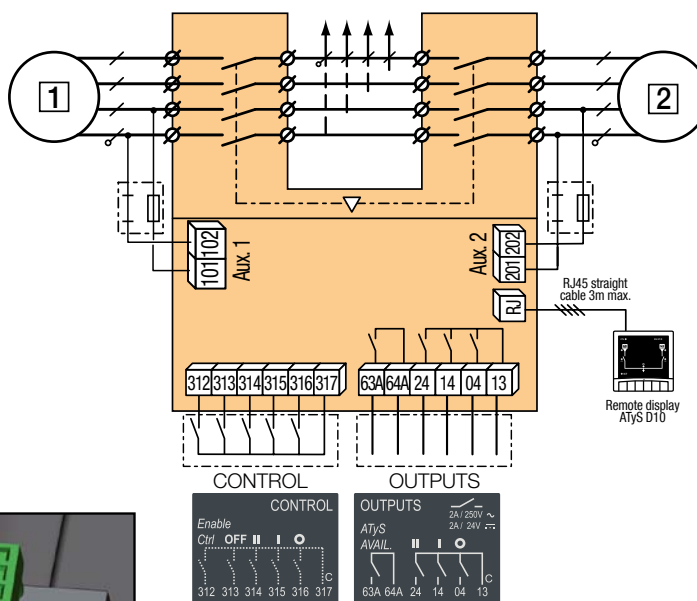 1
2
Aux. 1
101 102
Aux. 2
201 202
RJ
RJ45 straight
cable 3m max.
Remote display
ATyS D10
312 313 314 315 316 317
63A 64A 24 14 04 13
CONTROL
OUTPUTS
CONTROL
Enable
Ctrl OFF II I O
C
312 313 314 315 316 317
OUTPUTS
2A / 250V ~
2A / 24V ⎓
ATyS
AVAIL. II I O
C
63A 64A 24 14 04 13